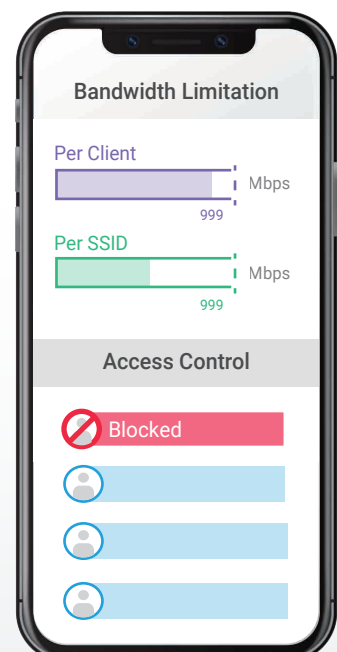 Bandwidth Limitation
Per Client
Mbps
999
Per SSID
Mbps
999
Access Control
Blocked